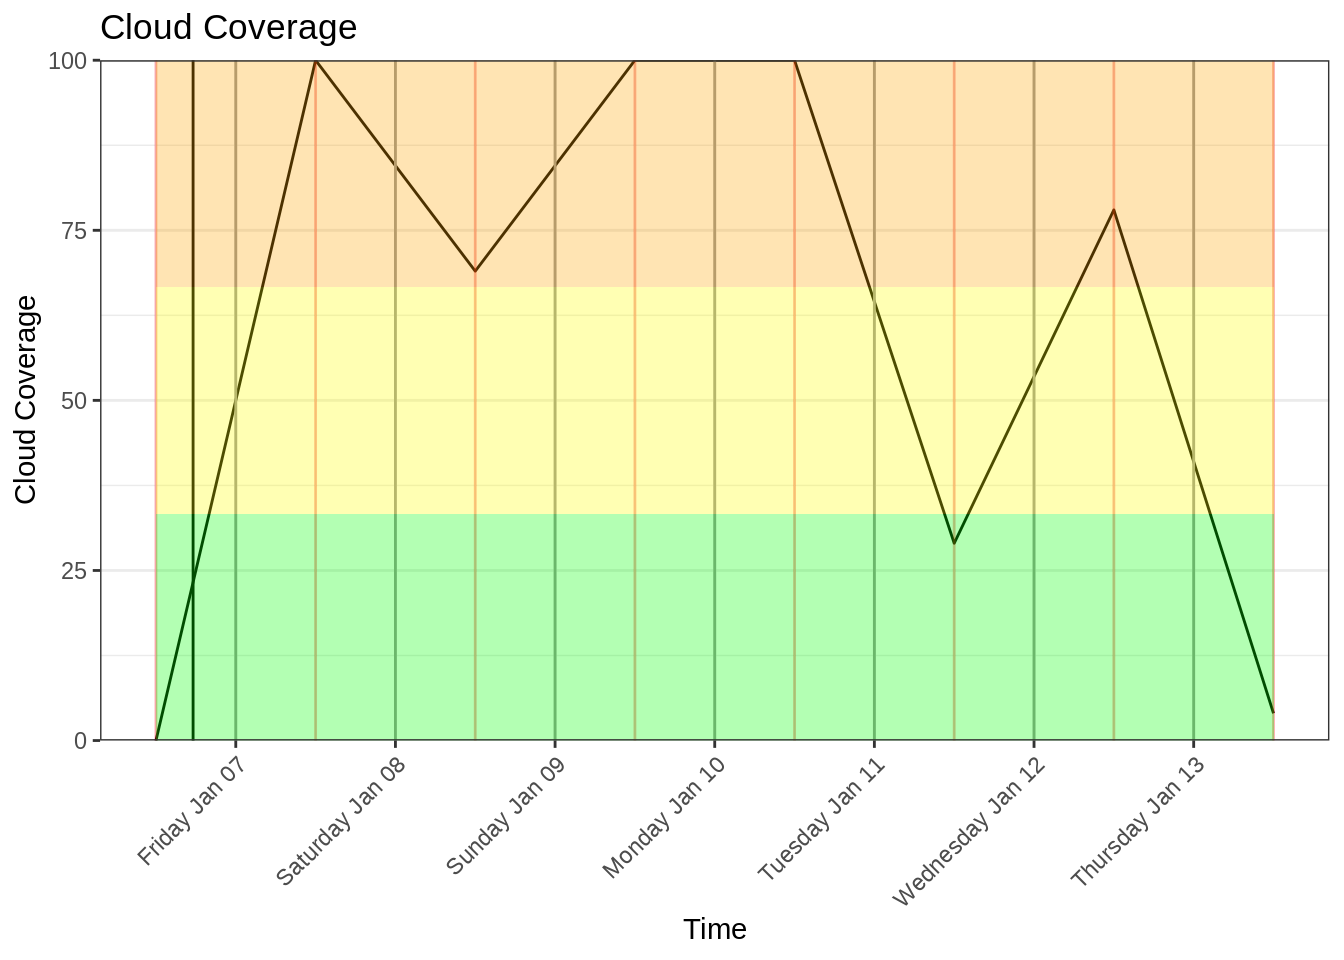 Cloud Coverage
100
75
50
25
0
Cloud Coverage
Friday Jan 07
Saturday Jan 08
Sunday Jan 09
Monday Jan 10
Tuesday Jan 11
Wednesday Jan 12
Thursday Jan 13
Time